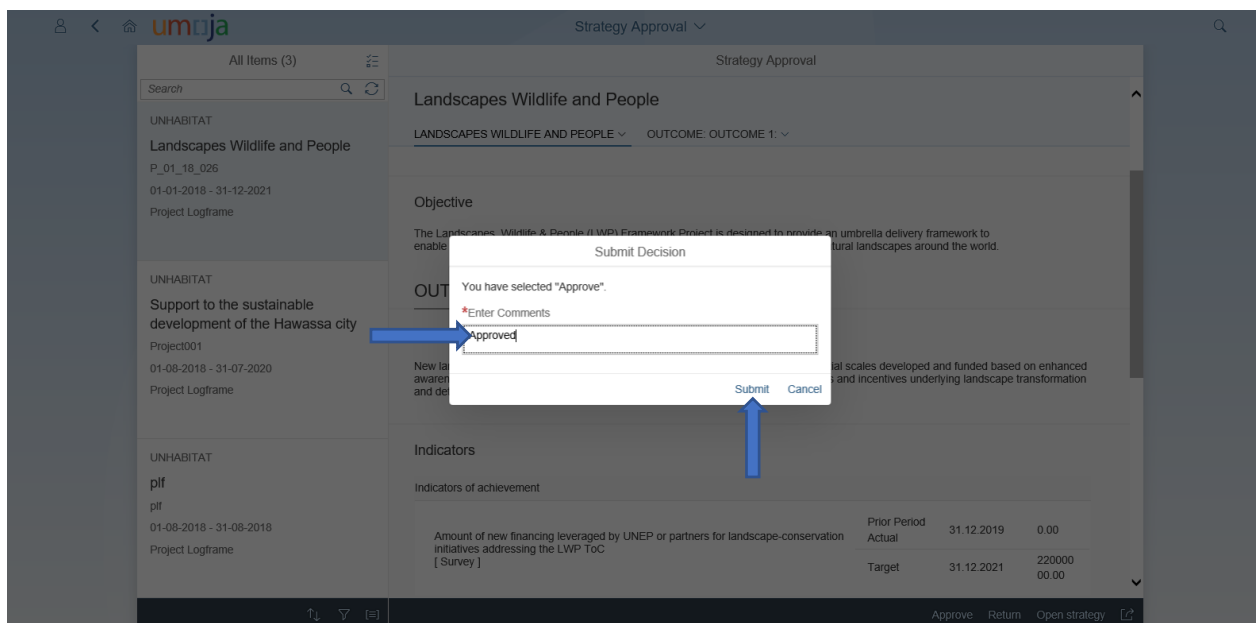 umoja
Strategy Approval
All Items (3)
Search
UNHABITAT
Landscapes Wildlife and People
P_01_18_026
01-01-2018 - 31-12-2021
Project Logframe
UNHABITAT
Support to the sustainable
development of the Hawassa city
Project001
01-08-2018 - 31-07-2020
Project Logframe
UNHABITAT
plf
plf
01-08-2018 - 31-08-2018
Project Logframe
Strategy Approval
Landscapes Wildlife and People
LANDSCAPES WILDLIFE AND PEOPLE OUTCOME: OUTCOME 1:
Objective
The Landscapes, Wildlife & People (LWP) Framework Project is designed to provide an umbrella delivery framework to
enable tural landscapes around the world.
OUT
Submit Decision
You have selected "Approve".
*Enter Comments
Approved
Submit Cancel
New la ial scales developed and funded based on enhanced
awaren s and incentives underlying landscape transformation
and de
Indicators
Indicators of achievement
Amount of new financing leveraged by UNEP or partners for landscape-conservation
initiatives addressing the LWP ToC
[ Survey ]
Prior Period
Actual 31.12.2019 0.00
Target 31.12.2021 220000
00.00
Approve Return Open strategy